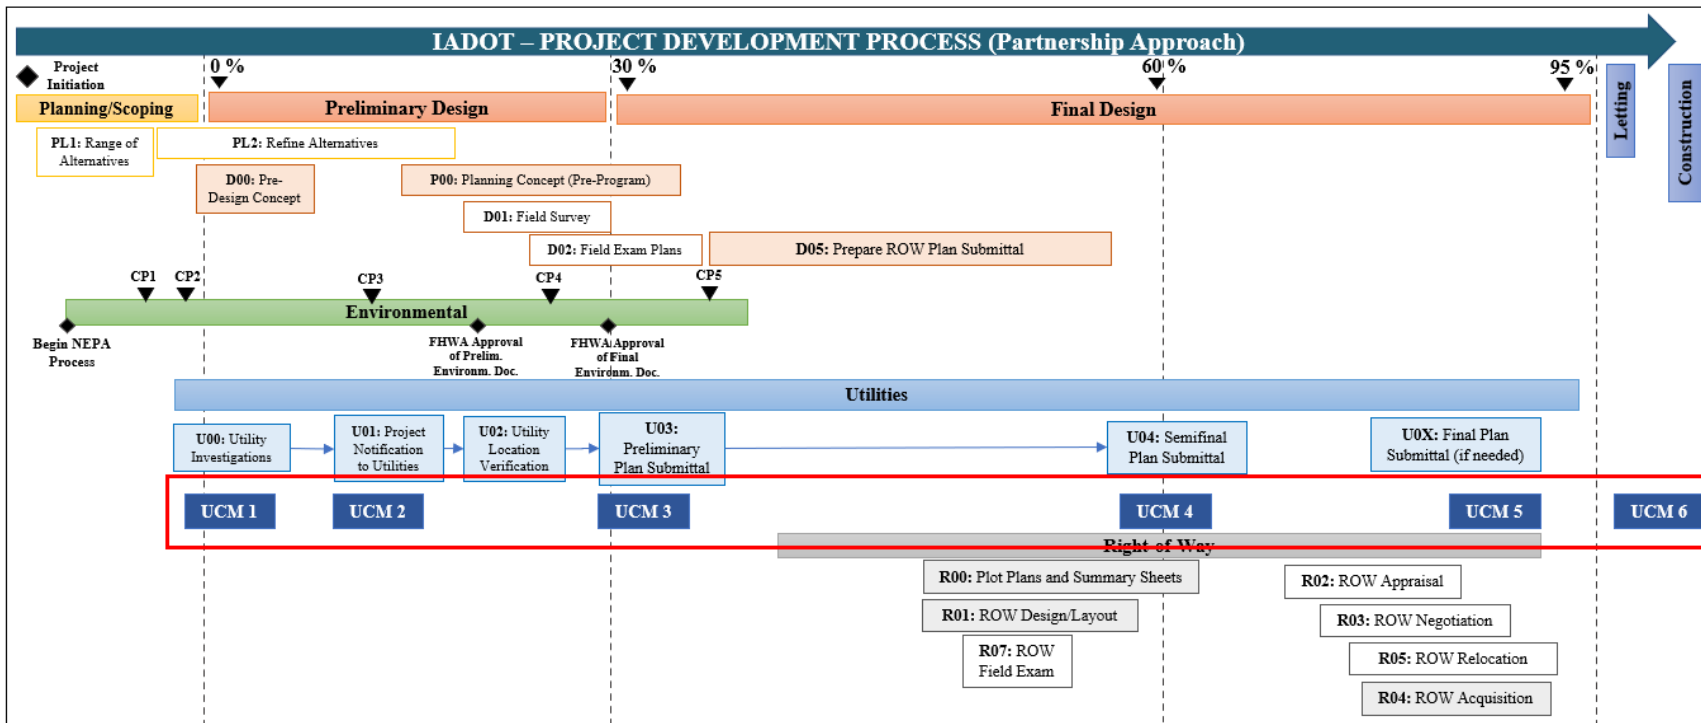 IADOT – PROJECT DEVELOPMENT PROCESS (Partnership Approach)
Project
Initiation
0 %
30 %
60 %
95 %
Planning/Scoping
Preliminary Design
Final Design
Letting
Construction
PL1: Range of
Alternatives
PL2: Refine Alternatives
D00: Pre-
Design Concept
P00: Planning Concept (Pre-Program)
D01: Field Survey
D02: Field Exam Plans
D05: Prepare ROW Plan Submittal
CP1
CP2
CP3
CP4
CP5
Environmental
Begin NEPA
Process
FHWA Approval
of Prelim.
Environm. Doc.
FHWA Approval
of Final
Environm. Doc.
Utilities
U00: Utility
Investigations
U01: Project
Notification
to Utilities
U02: Utility
Location
Verification
U03:
Preliminary
Plan Submittal
U04: Semifinal
Plan Submittal
U0X: Final Plan
Submittal (if needed)
UCM 1
UCM 2
UCM 3
UCM 4
UCM 5
UCM 6
Right-of-Way
R00: Plot Plans and Summary Sheets
R01: ROW Design/Layout
R07: ROW
Field Exam
R02: ROW Appraisal
R03: ROW Negotiation
R05: ROW Relocation
R04: ROW Acquisition